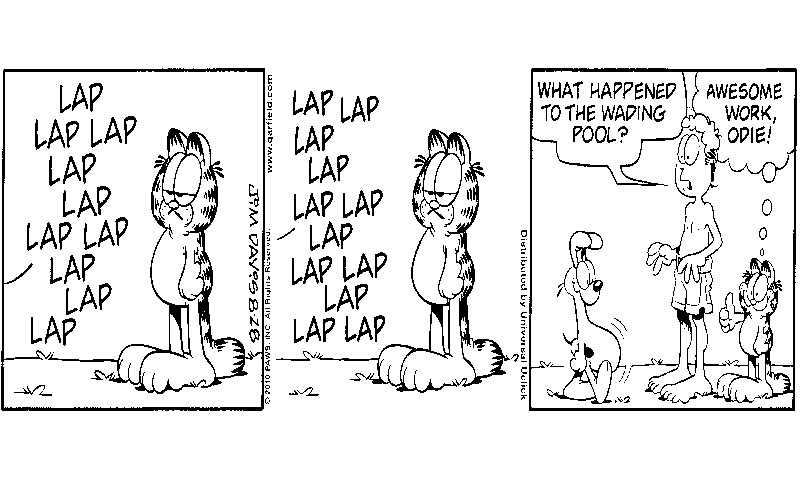 LAP
LAP LAP
LAP
LAP
LAP LAP
LAP
LAP
LAP
www.garfield.com
JIM DAVIS 8-28
© 2010 PAWS, INC. All Rights Reserved.
LAP LAP
LAP
LAP
LAP LAP
LAP
LAP LAP
LAP
LAP LAP
Distributed by Universal Uclick
WHAT HAPPENED
TO THE WADING
POOL?
AWESOME
WORK,
ODIE!